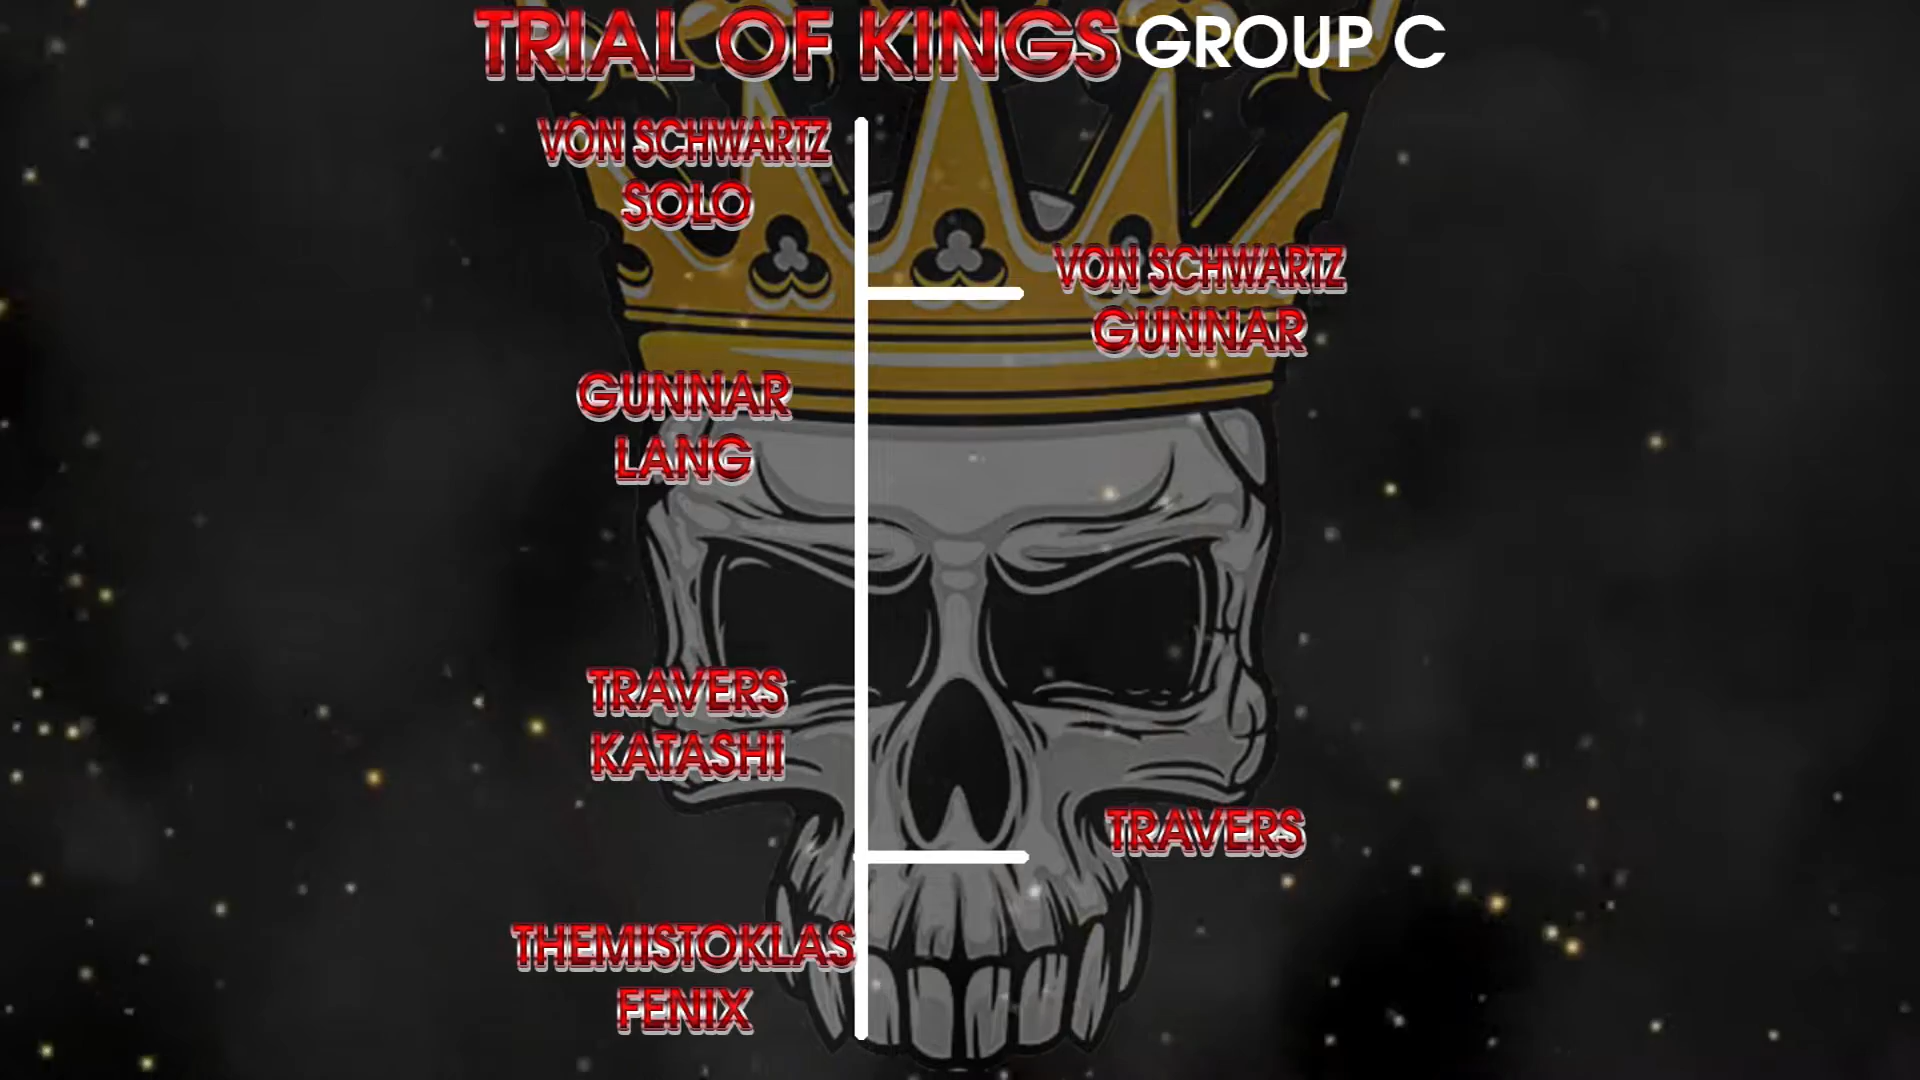 TRIAL OF KINGS GROUP C
VON SCHWARTZ
SOLO
VON SCHWARTZ
GUNNAR
GUNNAR
LANG
TRAVERS
KATASHI
TRAVERS
THEMISTOKLAS
FENIX